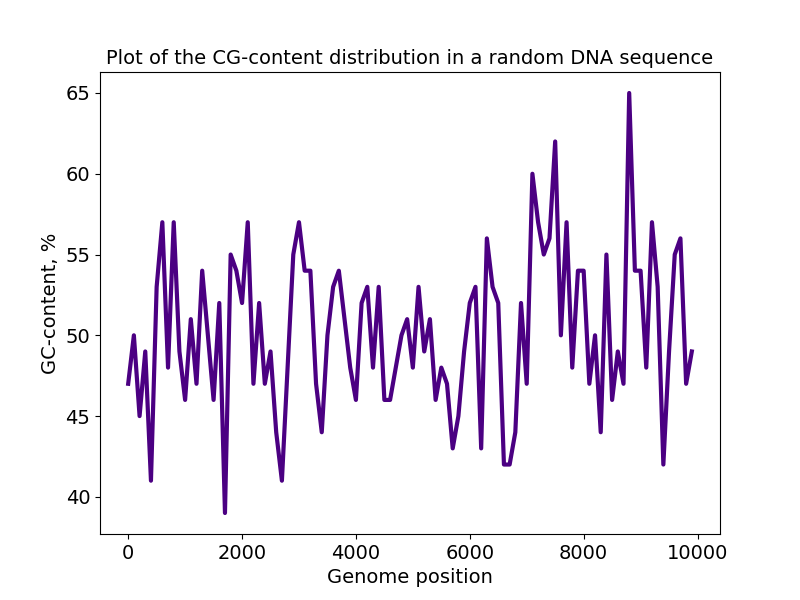 Plot of the CG-content distribution in a random DNA sequence
65
60
55
50
45
40
GC-content, %
0 2000 4000 6000 8000 10000
Genome position